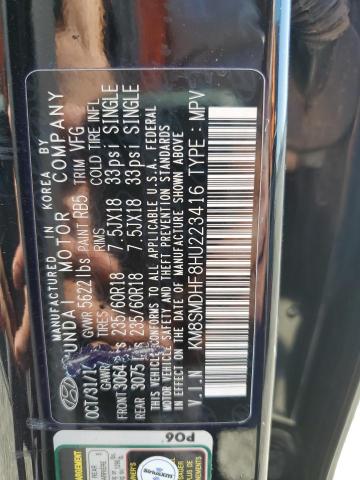 MANUFACTURED IN KOREA BY
HYUNDAI MOTOR COMPANY
OCT/31/ GVWR 5622 lbs PAINT RB5 TRIM VFG
GAWR TIRES RIMS COLD TIRE INFL
FRONT 3064 lbs 235/60R18 7.5JX18 33psi SINGLE
REAR 3075 lbs 235/60R18 7.5JX18 33psi SINGLE
THIS VEHICLE CONFORMS TO ALL APPLICABLE U.S.A. FEDERAL
MOTOR VEHICLE SAFETY AND THEFT PREVENTION STANDARDS
IN EFFECT ON THE DATE OF MANUFACTURE SHOWN ABOVE.
V.I.N KM8SMDHF8HU223416 TYPE : MPV
P06
REAR